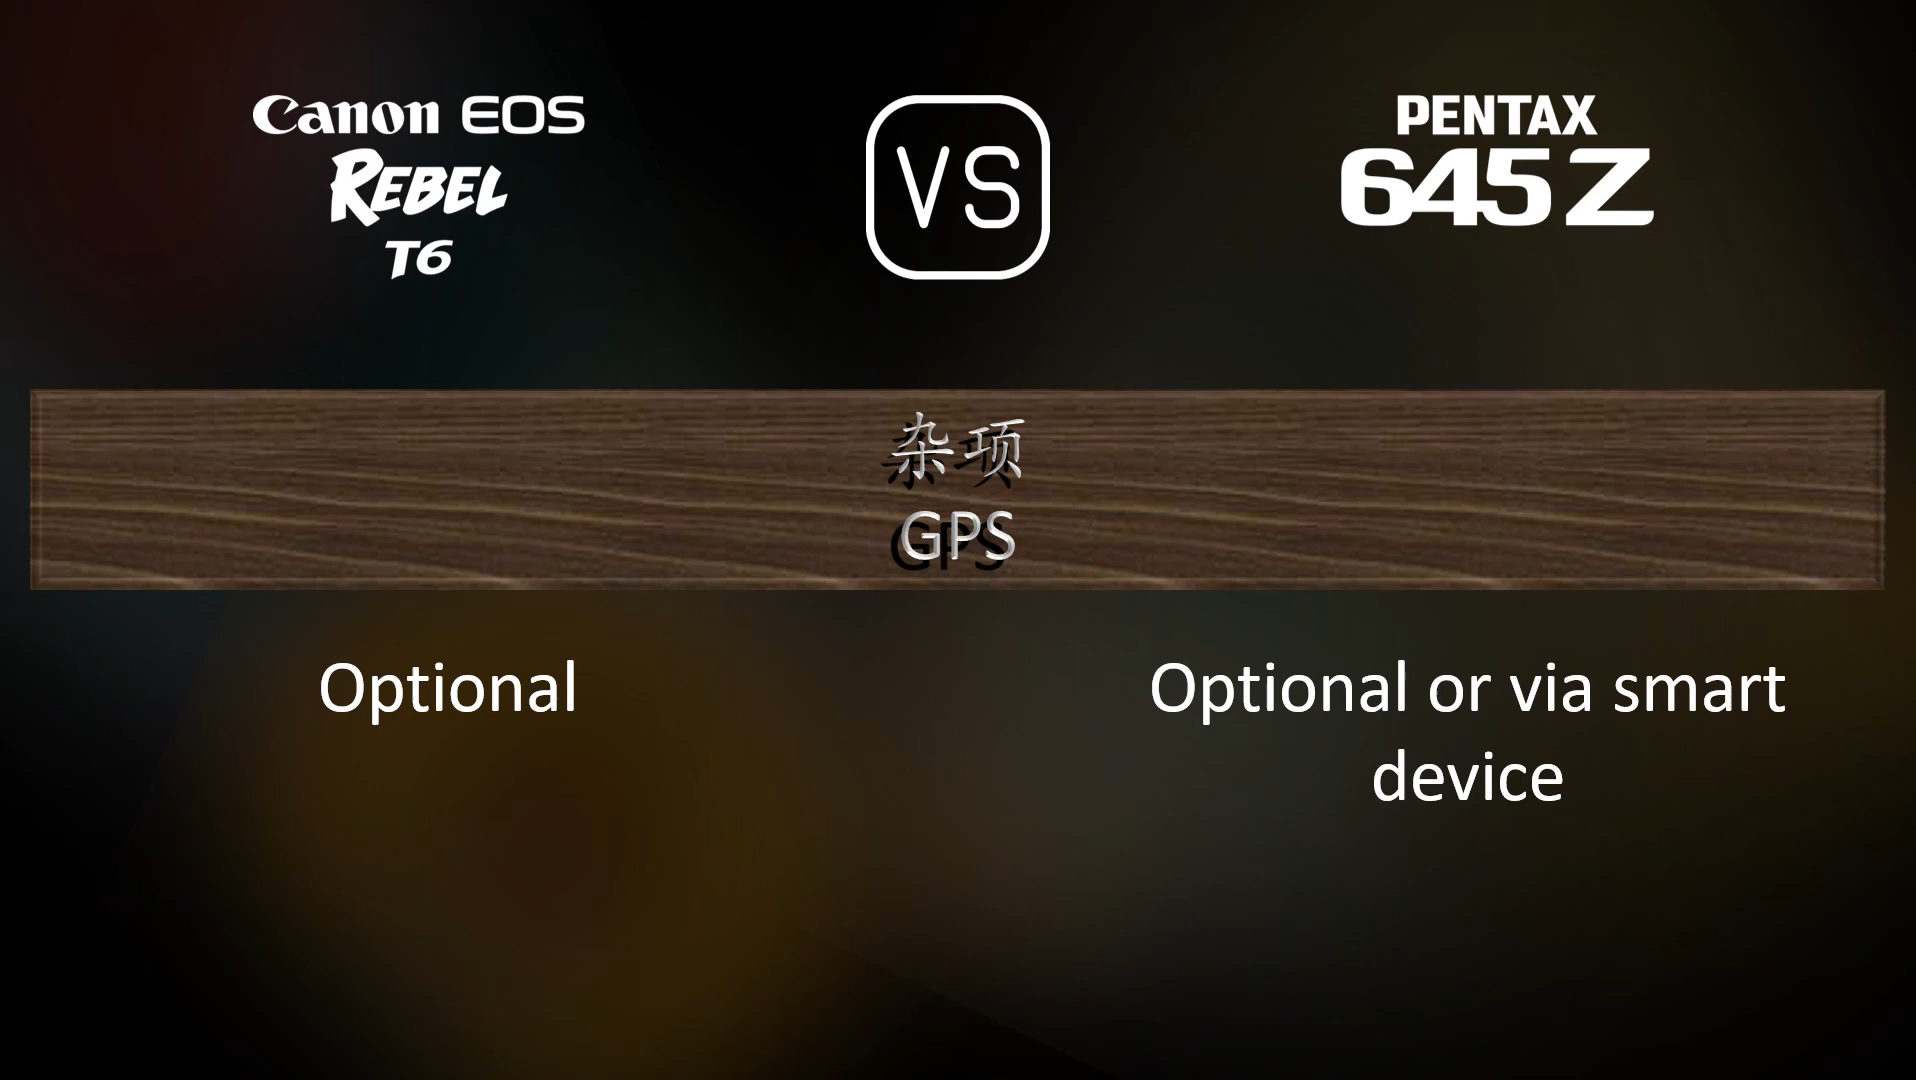 Canon EOS
REBEL
T6
VS
PENTAX
645Z
杂项
GPS
Optional
Optional or via smart
device